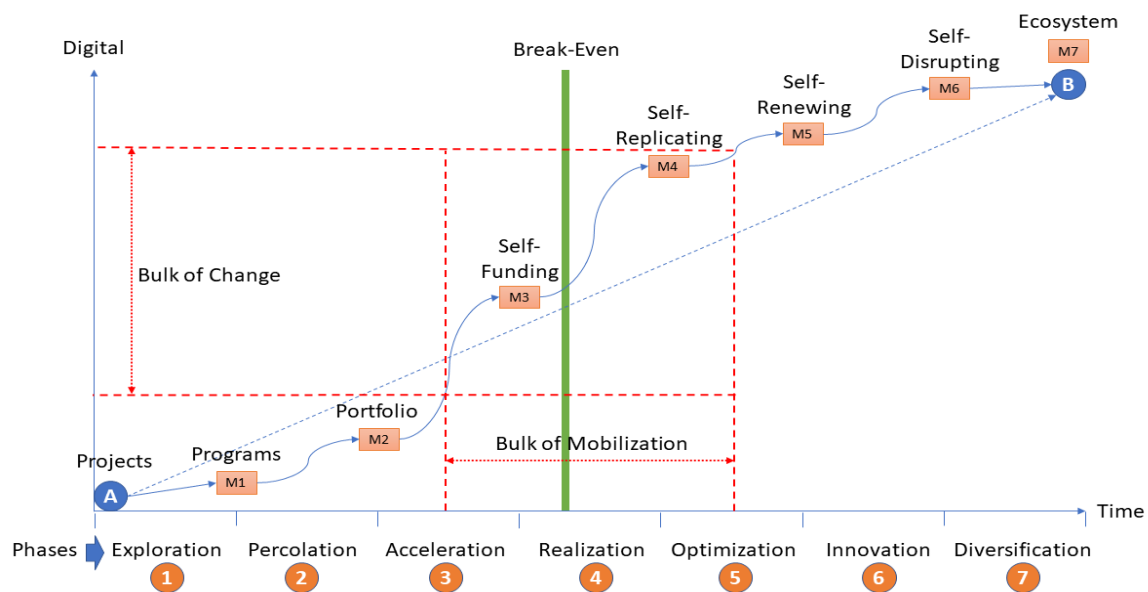 Ecosystem
M7
B
Self-
Disrupting
M6
Digital
Break-Even
Self-
Renewing
M5
Self-
Replicating
M4
Self-
Funding
M3
Bulk of Change
Portfolio
M2
Bulk of Mobilization
Programs
M1
Projects
A
Time
Phases
Exploration
Percolation
Acceleration
Realization
Optimization
Innovation
Diversification
1
2
3
4
5
6
7